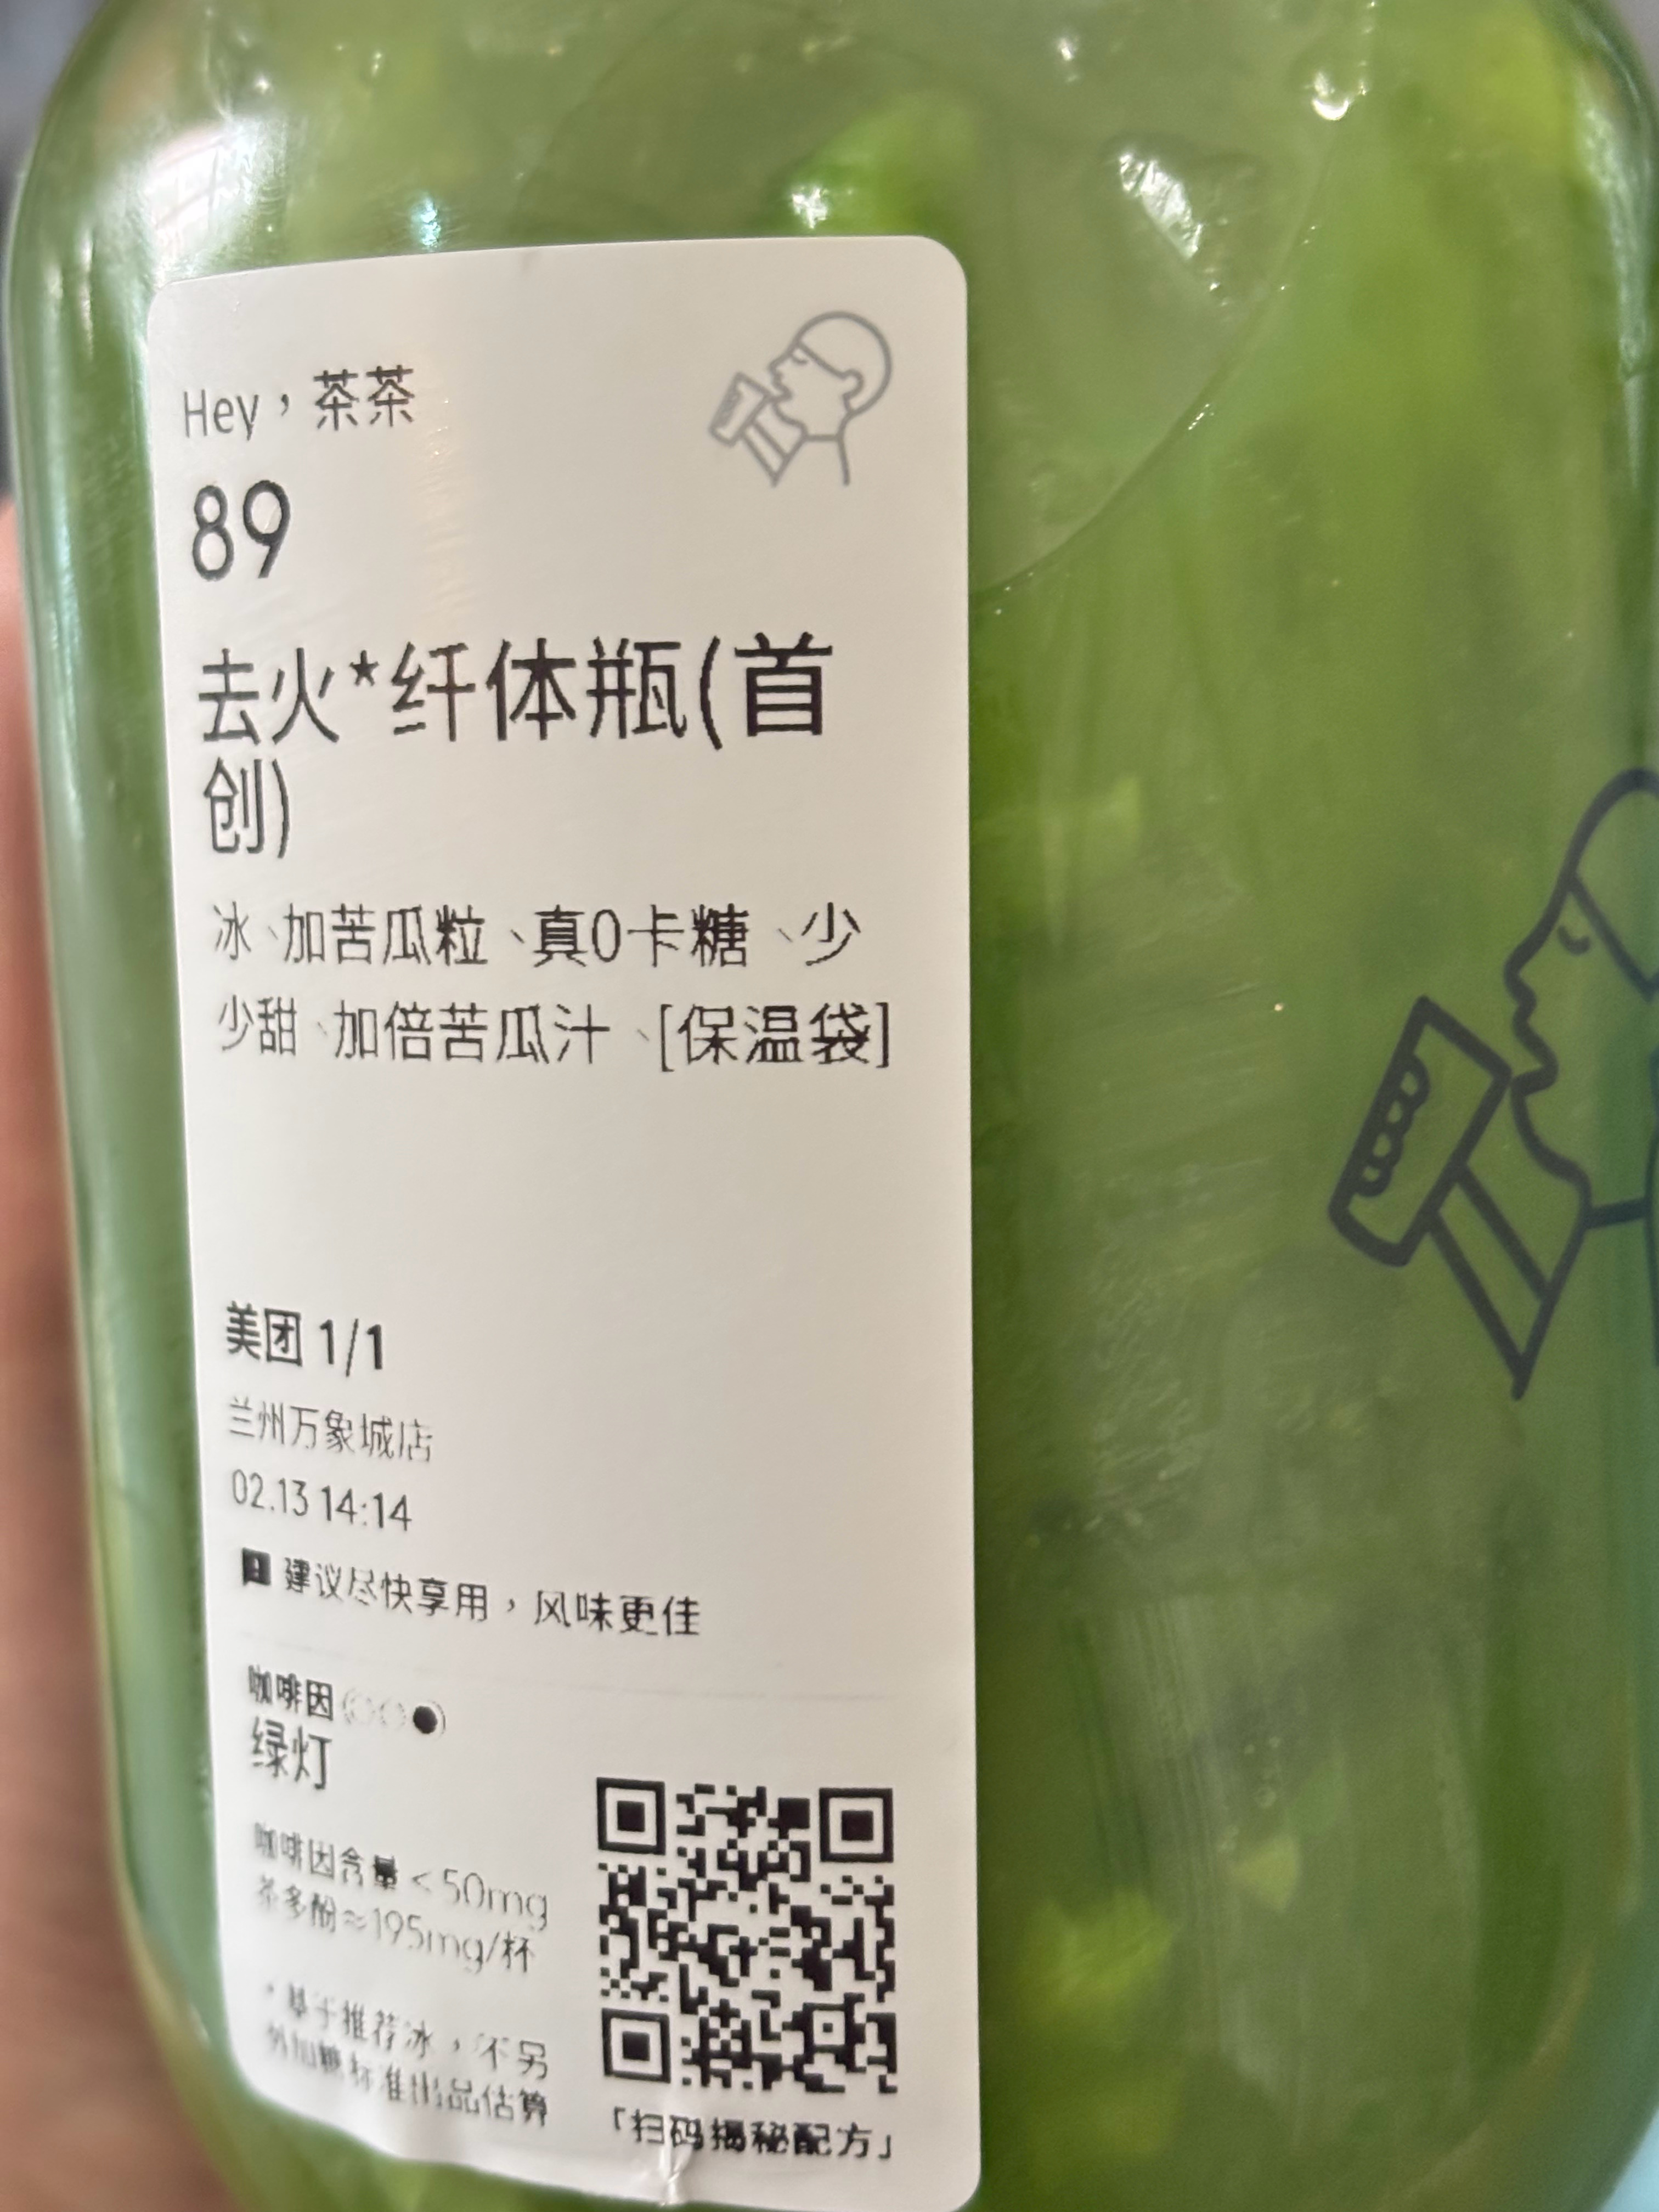 Hey，茶茶
89
去火*纤体瓶(首
创)
冰、加苦瓜粒、真0卡糖、少
少甜、加倍苦瓜汁、[保温袋]
美团 1/1
兰州万象城店
02.13 14:14
建议尽快享用，风味更佳
咖啡因
绿灯
咖啡因含量<50mg
茶多酚≈195mg/杯
*基于推荐冰，不另
外加糖标准出品估算
「扫码揭秘配方」